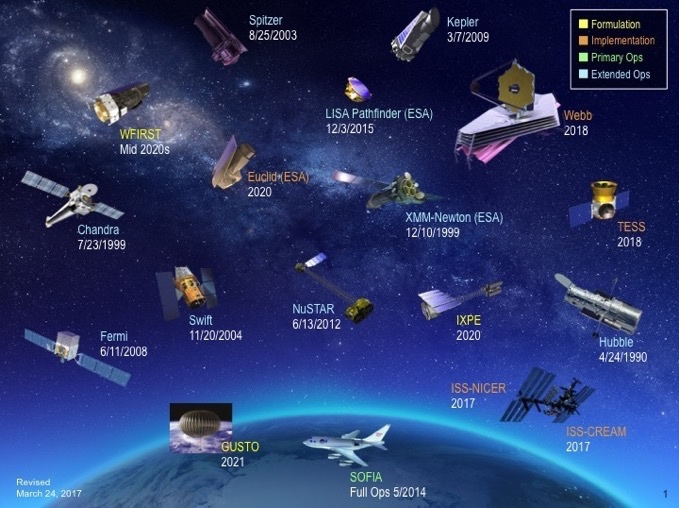 Spitzer
8/25/2003
Kepler
3/7/2009
Formulation
Implementation
Primary Ops
Extended Ops
LISA Pathfinder (ESA)
12/3/2015
Webb
2018
WFIRST
Mid 2020s
Euclid (ESA)
2020
XMM-Newton (ESA)
12/10/1999
Chandra
7/23/1999
TESS
2018
Swift
11/20/2004
NuSTAR
6/13/2012
IXPE
2020
Fermi
6/11/2008
Hubble
4/24/1990
ISS-NICER
2017
ISS-CREAM
2017
GUSTO
2021
SOFIA
Full Ops 5/2014
Revised
March 24, 2017
1